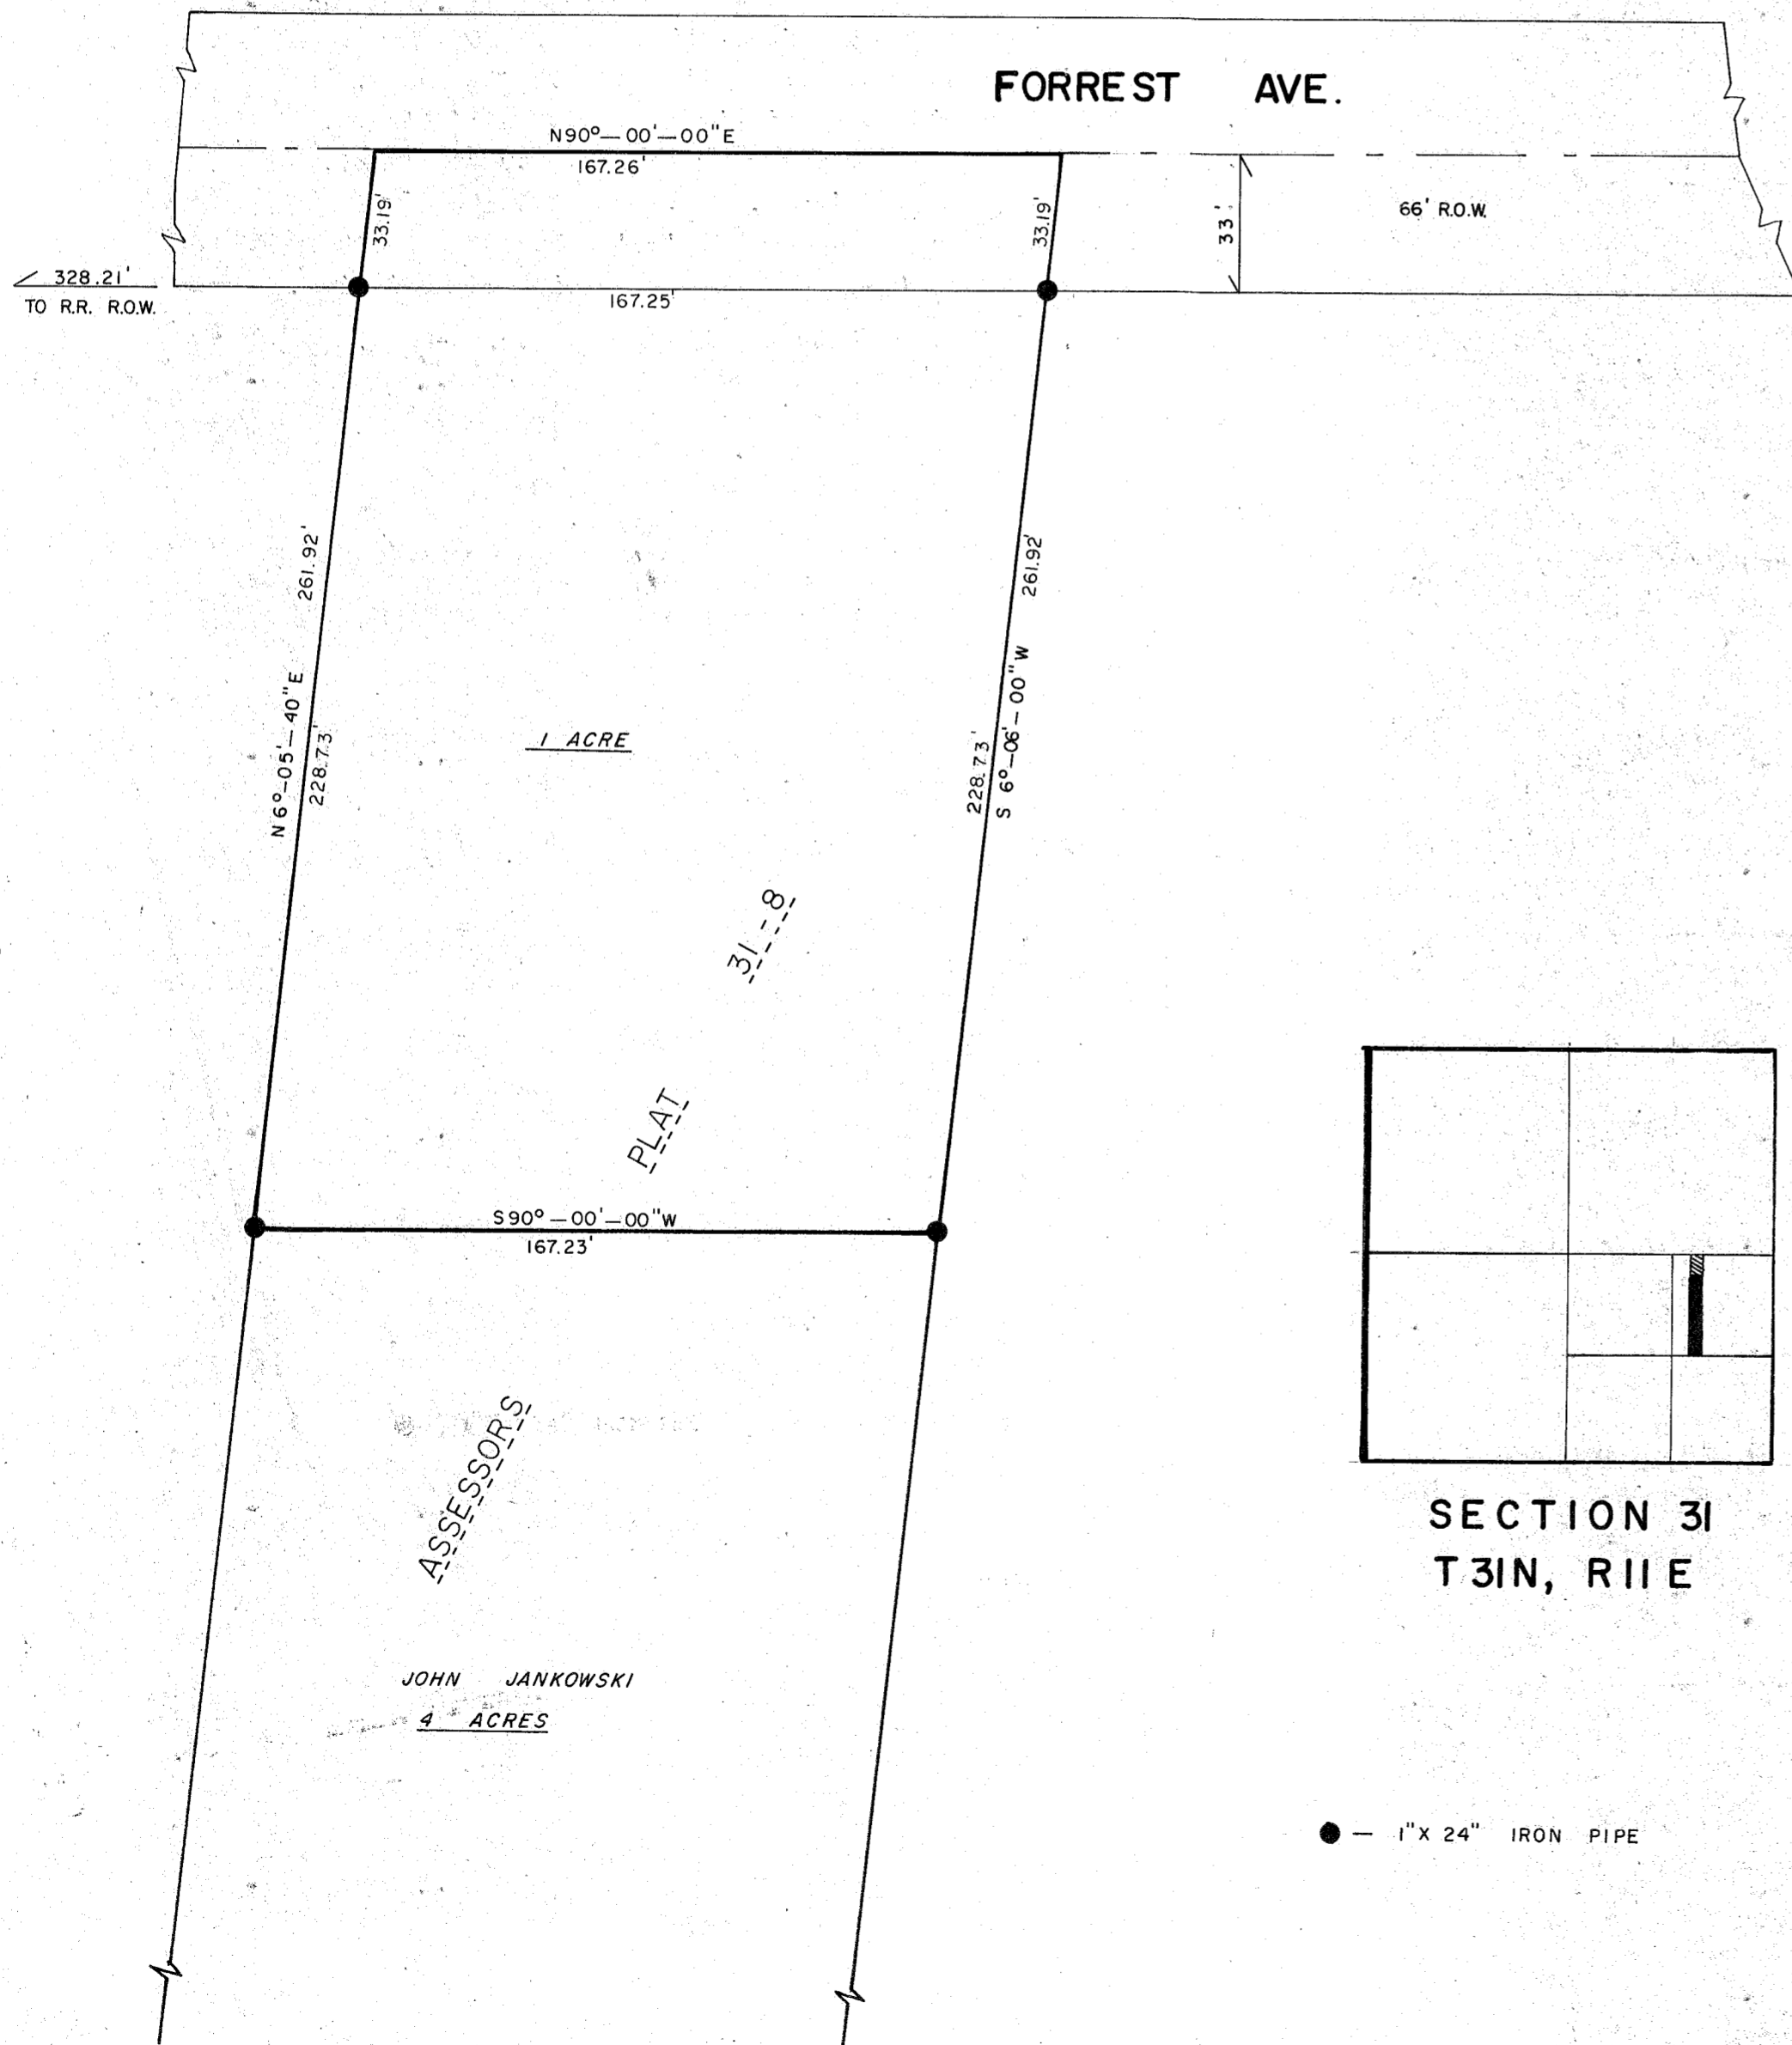 FORREST AVE.
N90°—00'—00"E
167.26'
33.19'
33.19'
33'
66' R.O.W.
328.21'
TO R.R. R.O.W.
167.25'
N6°-05'-40"E 261.92'
228.73'
261.92'
228.73'
S 6°-06'-00"W
1 ACRE
31-8
PLAT
S90°—00'—00"W
167.23'
ASSESSORS
JOHN JANKOWSKI
4 ACRES
SECTION 31
T31N, R11E
— 1"X 24" IRON PIPE